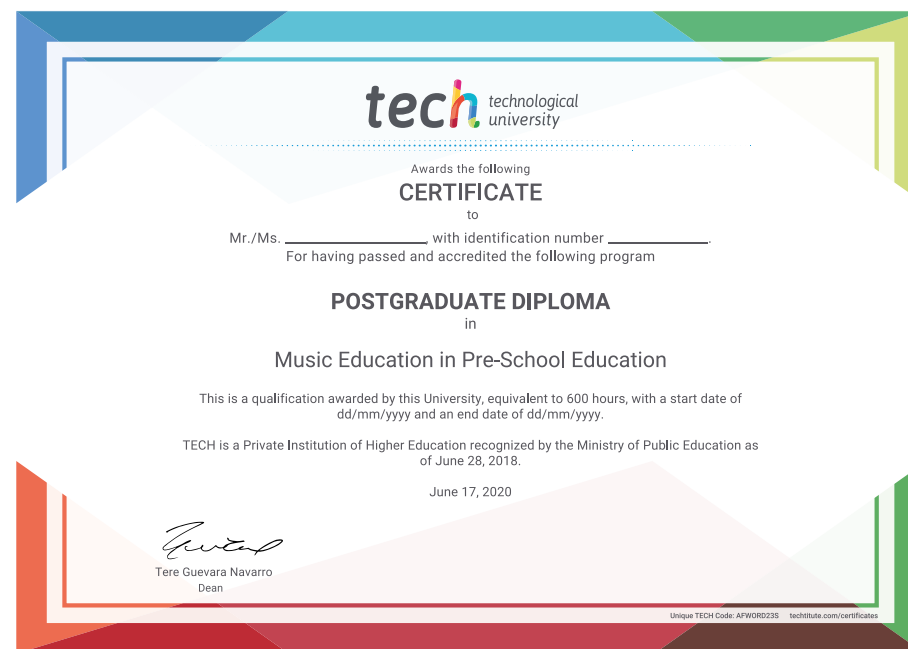 tech technological
university
Awards the following
CERTIFICATE
to
Mr./Ms. ____________________, with identification number ______________.
For having passed and accredited the following program
POSTGRADUATE DIPLOMA
in
Music Education in Pre-School Education
This is a qualification awarded by this University, equivalent to 600 hours, with a start date of
dd/mm/yyyy and an end date of dd/mm/yyyy.
TECH is a Private Institution of Higher Education recognized by the Ministry of Public Education as
of June 28, 2018.
June 17, 2020
Tere Guevara Navarro
Dean
Unique TECH Code: AFWORD23S techtitute.com/certificates